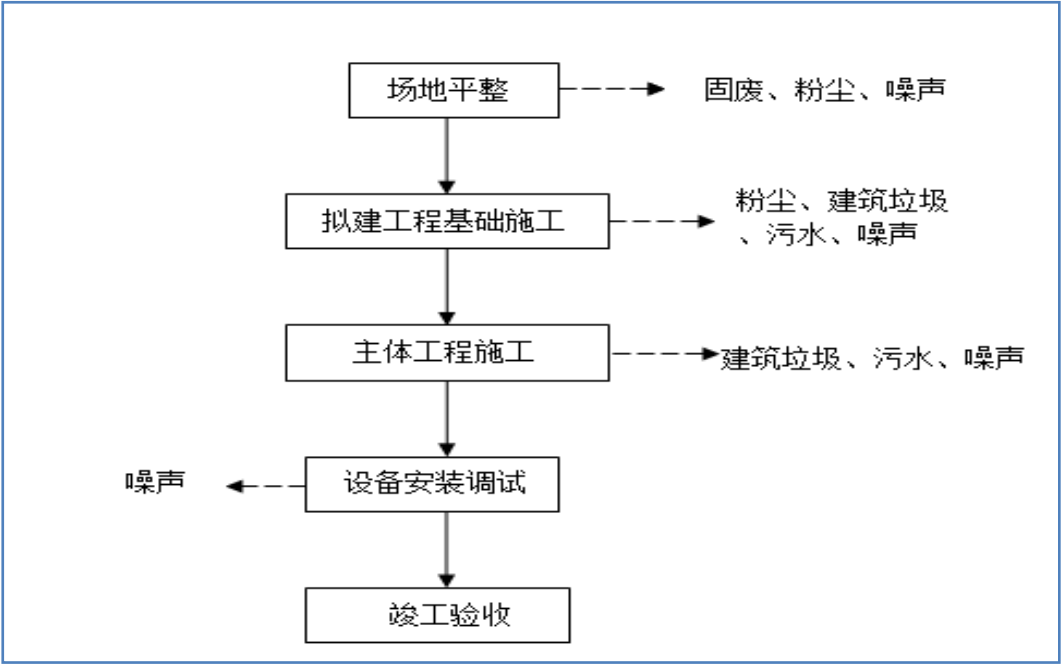 场地平整
固废、粉尘、噪声
拟建工程基础施工
粉尘、建筑垃圾
、污水、噪声
主体工程施工
建筑垃圾、污水、噪声
噪声
设备安装调试
竣工验收